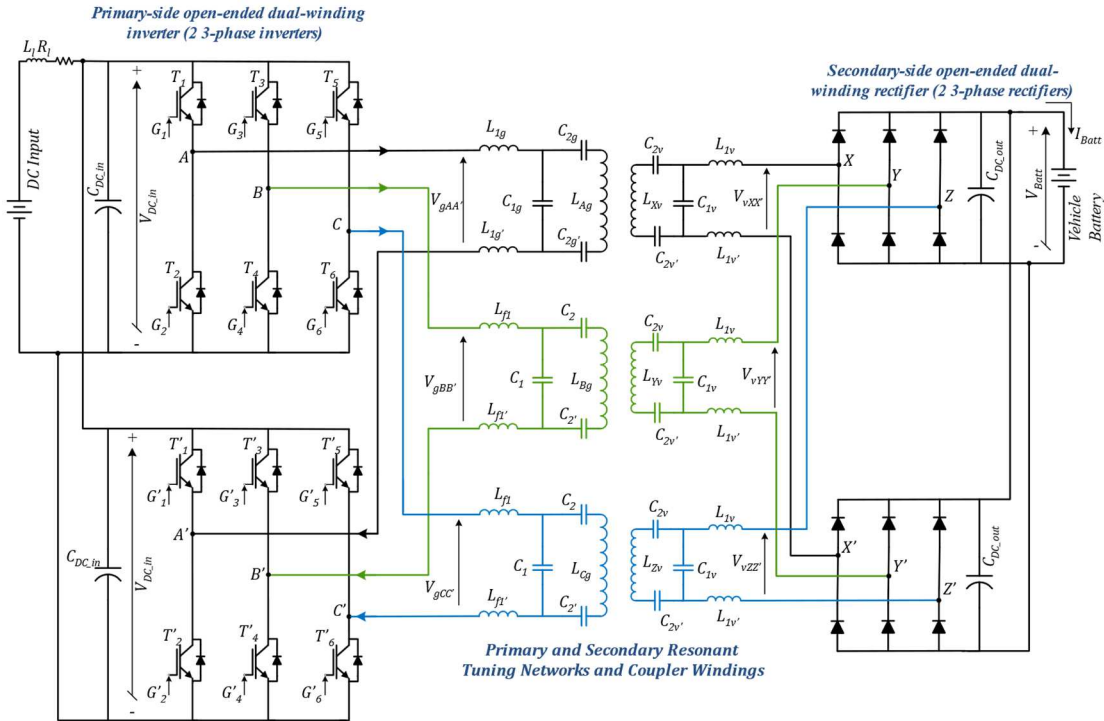 Primary-side open-ended dual-winding
inverter (2 3-phase inverters)
L_l R_l
T_1
T_3
T_5
+
G_1
G_3
G_5
DC Input
C_DC_in
V_DC_in
A
B
C
T_2
T_4
T_6
G_2
G_4
G_6
-
L_1g
C_2g
V_gAA'
C_1g
L_Ag
L_1g'
C_2g'
C_2v
L_1v
L_Xv
C_1v
V_vXX'
C_2v'
L_1v'
Secondary-side open-ended dual-
winding rectifier (2 3-phase rectifiers)
X
Y
Z
C_DC_out
+
V_Batt
-
I_Batt
Vehicle
Battery
L_f1
C_2
V_gBB'
C_1
L_Bg
L_f1'
C_2'
C_2v
L_1v
L_Yv
C_1v
V_vYY'
C_2v'
L_1v'
T'_1
T'_3
T'_5
+
G'_1
G'_3
G'_5
C_DC_in
V_DC_in
A'
B'
C'
T'_2
T'_4
T'_6
G'_2
G'_4
G'_6
-
L_f1
C_2
V_gCC'
C_1
L_Cg
L_f1'
C_2'
C_2v
L_1v
L_Zv
C_1v
V_vZZ'
C_2v'
L_1v'
X'
Y'
Z'
C_DC_out
Primary and Secondary Resonant
Tuning Networks and Coupler Windings